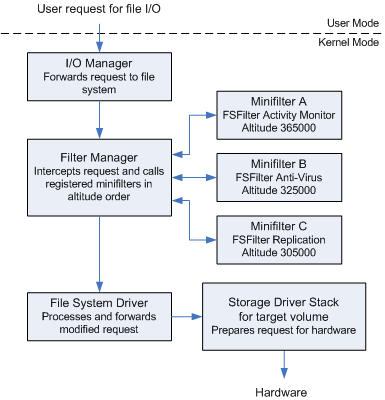 User request for file I/O
User Mode
Kernel Mode
I/O Manager
Forwards request to file
system
Filter Manager
Intercepts request and calls
registered minifilters in
altitude order
Minifilter A
FSFilter Activity Monitor
Altitude 365000
Minifilter B
FSFilter Anti-Virus
Altitude 325000
Minifilter C
FSFilter Replication
Altitude 305000
File System Driver
Processes and forwards
modified request
Storage Driver Stack
for target volume
Prepares request for hardware
Hardware